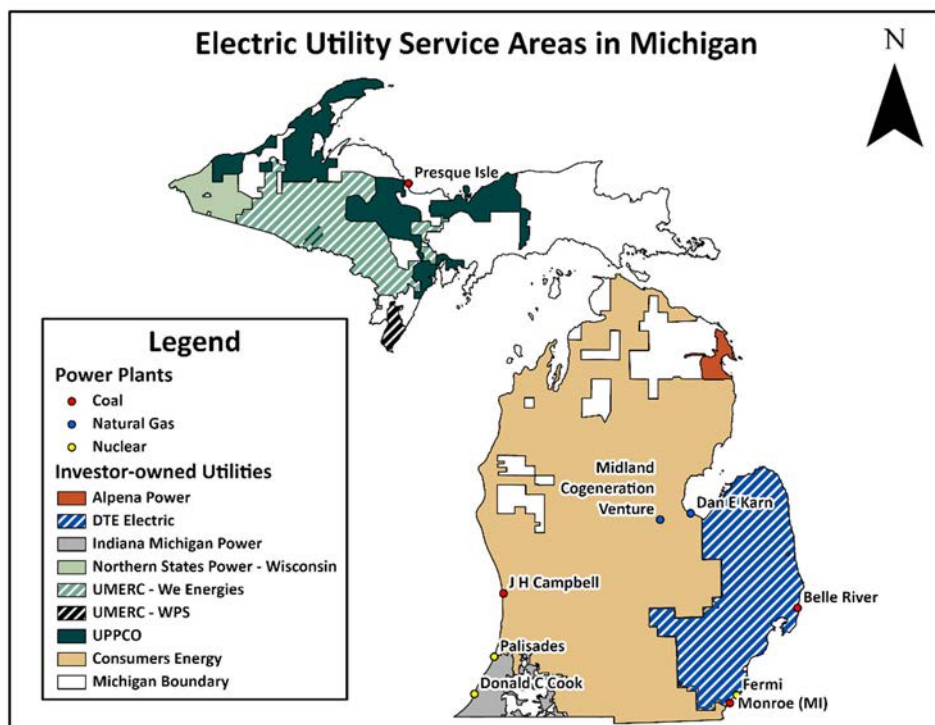 Electric Utility Service Areas in Michigan
N
Presque Isle
Legend
Power Plants
Coal
Natural Gas
Nuclear
Investor-owned Utilities
Alpena Power
DTE Electric
Indiana Michigan Power
Northern States Power - Wisconsin
UMERC - We Energies
UMERC - WPS
UPPCO
Consumers Energy
Michigan Boundary
Midland
Cogeneration
Venture
Dan E Karn
J H Campbell
Belle River
Palisades
Donald C Cook
Fermi
Monroe (MI)